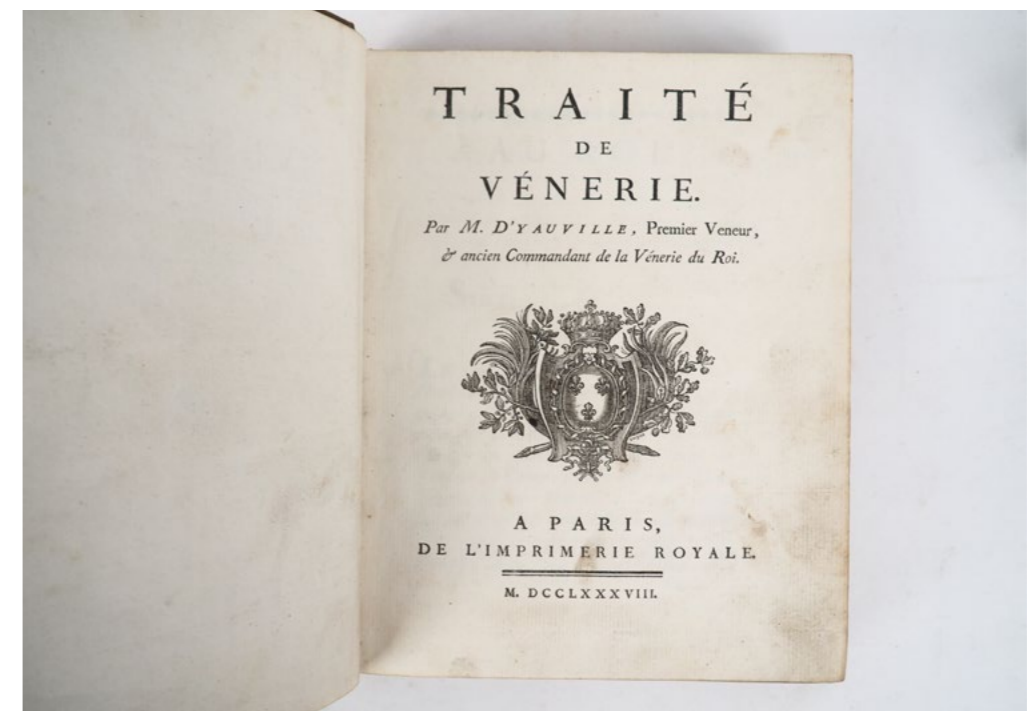 TRAITÉ
DE
VÉNERIE.
Par M. D'YAUVILLE, Premier Veneur,
& ancien Commandant de la Vénerie du Roi.
A PARIS,
DE L'IMPRIMERIE ROYALE.
M. DCCLXXXVIII.